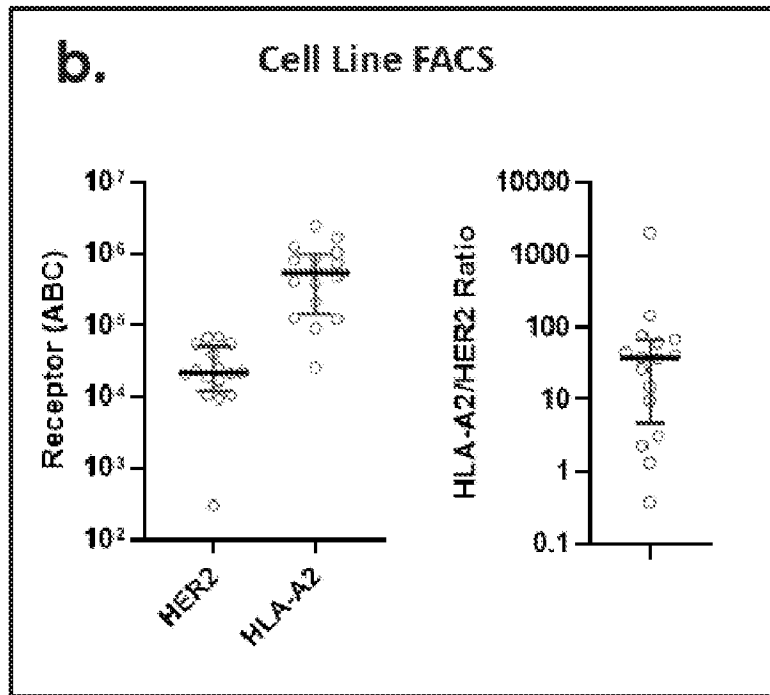 b.
Cell Line FACS
Receptor (ABC)
10⁷
10⁶
10⁵
10⁴
10³
10²
HER2
HLA-A2
HLA-A2/HER2 Ratio
10000
1000
100
10
1
0.1